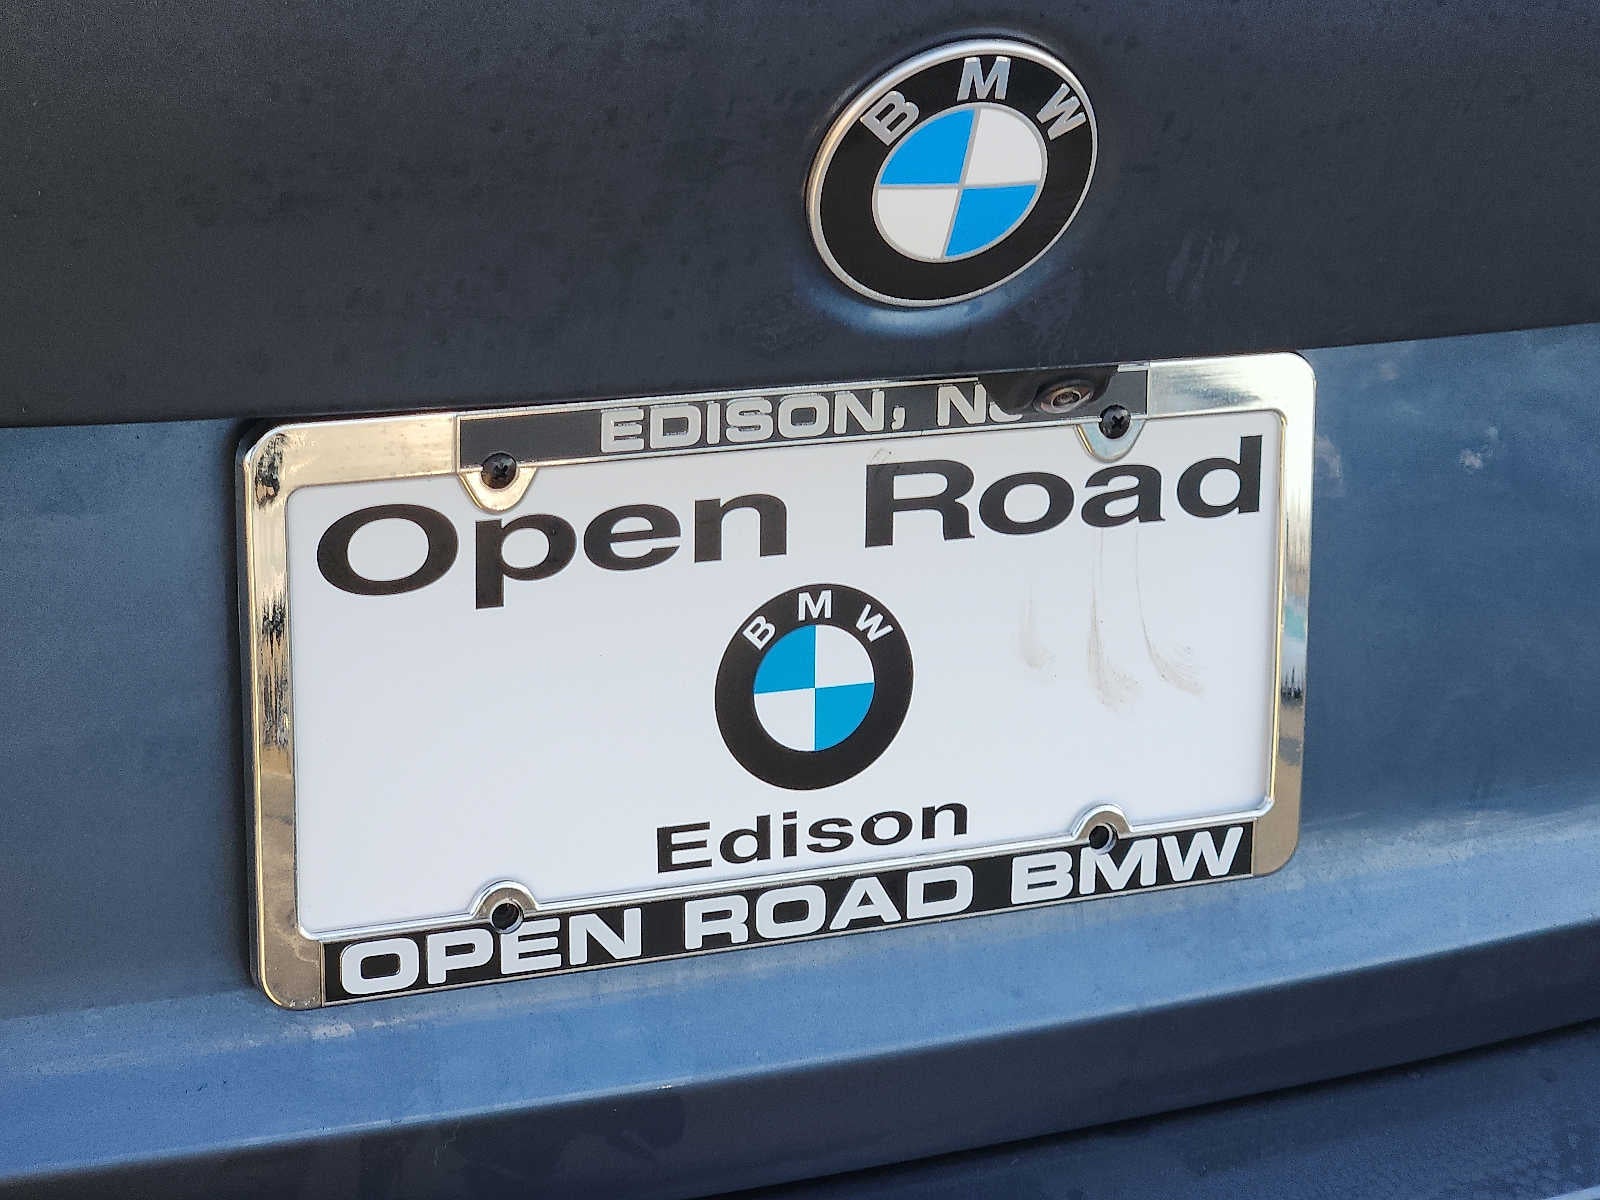 BMW
EDISON, NJ
Open Road
BMW
Edison
OPEN ROAD BMW